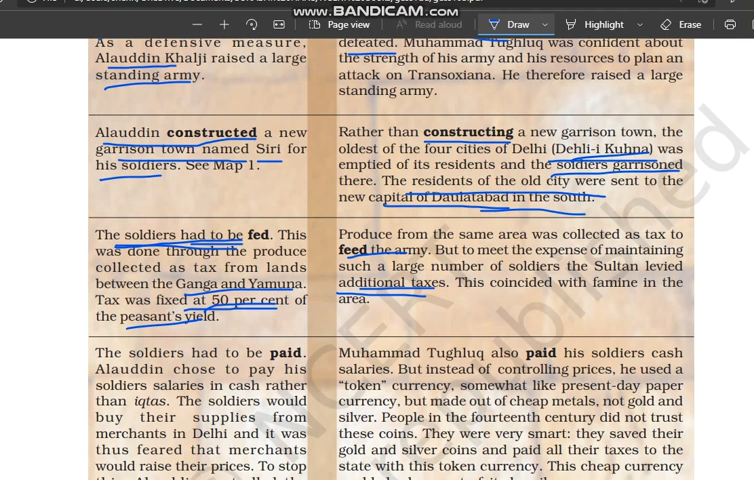 WWW.BANDICAM.COM
Page view
Read aloud
Draw
Highlight
Erase
As a defensive measure,
Alauddin Khalji raised a large
standing army.
defeated. Muhammad Tughluq was confident about
the strength of his army and his resources to plan an
attack on Transoxiana. He therefore raised a large
standing army.
Alauddin constructed a new
garrison town named Siri for
his soldiers. See Map 1.
Rather than constructing a new garrison town, the
oldest of the four cities of Delhi (Dehli-i Kuhna) was
emptied of its residents and the soldiers garrisoned
there. The residents of the old city were sent to the
new capital of Daulatabad in the south.
The soldiers had to be fed. This
was done through the produce
collected as tax from lands
between the Ganga and Yamuna.
Tax was fixed at 50 per cent of
the peasant's yield.
Produce from the same area was collected as tax to
feed the army. But to meet the expense of maintaining
such a large number of soldiers the Sultan levied
additional taxes. This coincided with famine in the
area.
The soldiers had to be paid.
Alauddin chose to pay his
soldiers salaries in cash rather
than iqtas. The soldiers would
buy their supplies from
merchants in Delhi and it was
thus feared that merchants
would raise their prices. To stop
Muhammad Tughluq also paid his soldiers cash
salaries. But instead of controlling prices, he used a
"token" currency, somewhat like present-day paper
currency, but made out of cheap metals, not gold and
silver. People in the fourteenth century did not trust
these coins. They were very smart: they saved their
gold and silver coins and paid all their taxes to the
state with this token currency. This cheap currency